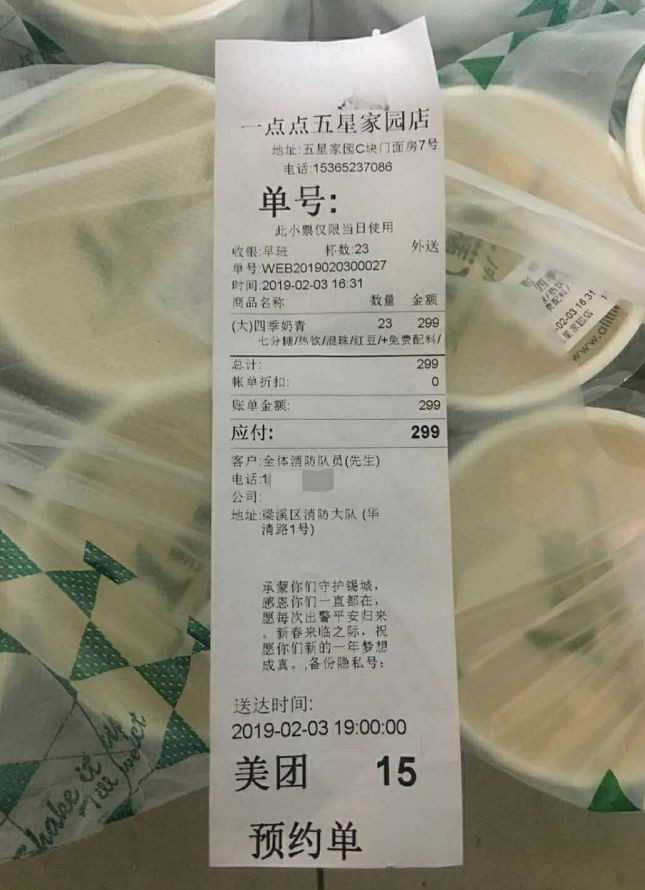 一点点五星家园店
地址:五星家园C块门面房7号
电话:15365237086
单号:
此小票仅限当日使用
收银:早班 杯数:23 外送
单号:WEB2019020300027
时间:2019-02-03 16:31
商品名称 数量 金额
(大)四季奶青 23 299
七分糖/热饮/混珠/红豆/+免费配料/
总计: 299
帐单折扣: 0
账单金额: 299
应付: 299
客户:全体消防队员(先生)
电话:1
公司:
地址:梁溪区消防大队 (华
清路1号)
承蒙你们守护锡城，
感恩你们一直都在，
愿每次出警平安归来
。新春来临之际，祝
愿你们新的一年梦想
成真。,备份隐私号：
送达时间:
2019-02-03 19:00:00
美团 15
预约单
-02-03 16:31
www.
Shake it up